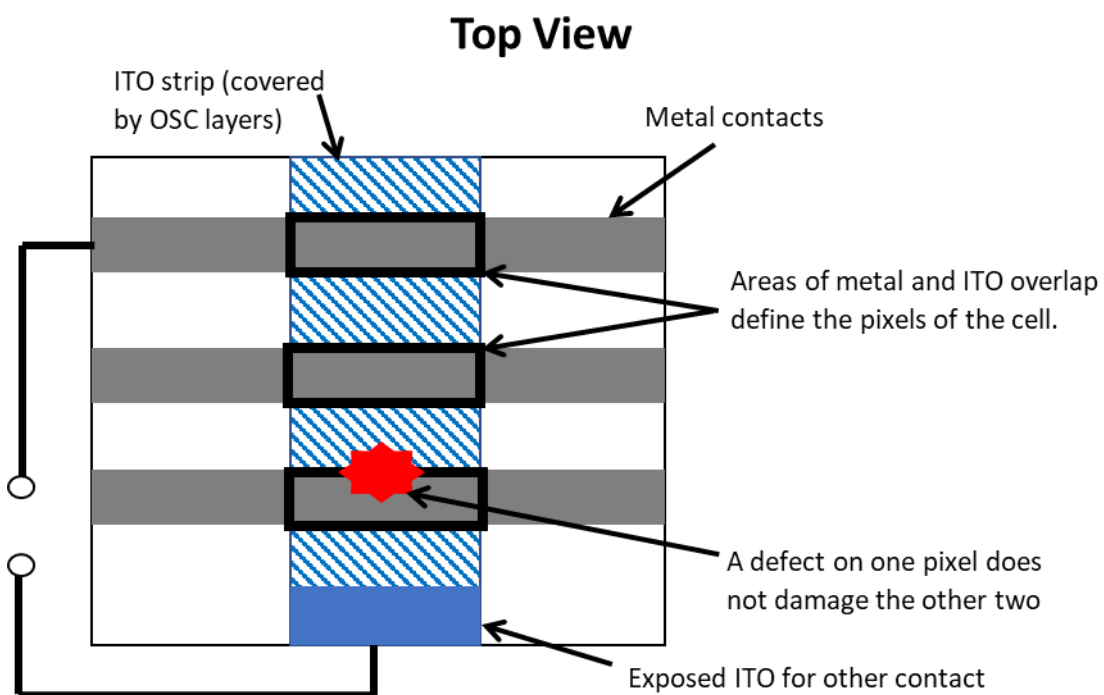 Top View
ITO strip (covered
by OSC layers)
Metal contacts
Areas of metal and ITO overlap
define the pixels of the cell.
A defect on one pixel does
not damage the other two
Exposed ITO for other contact